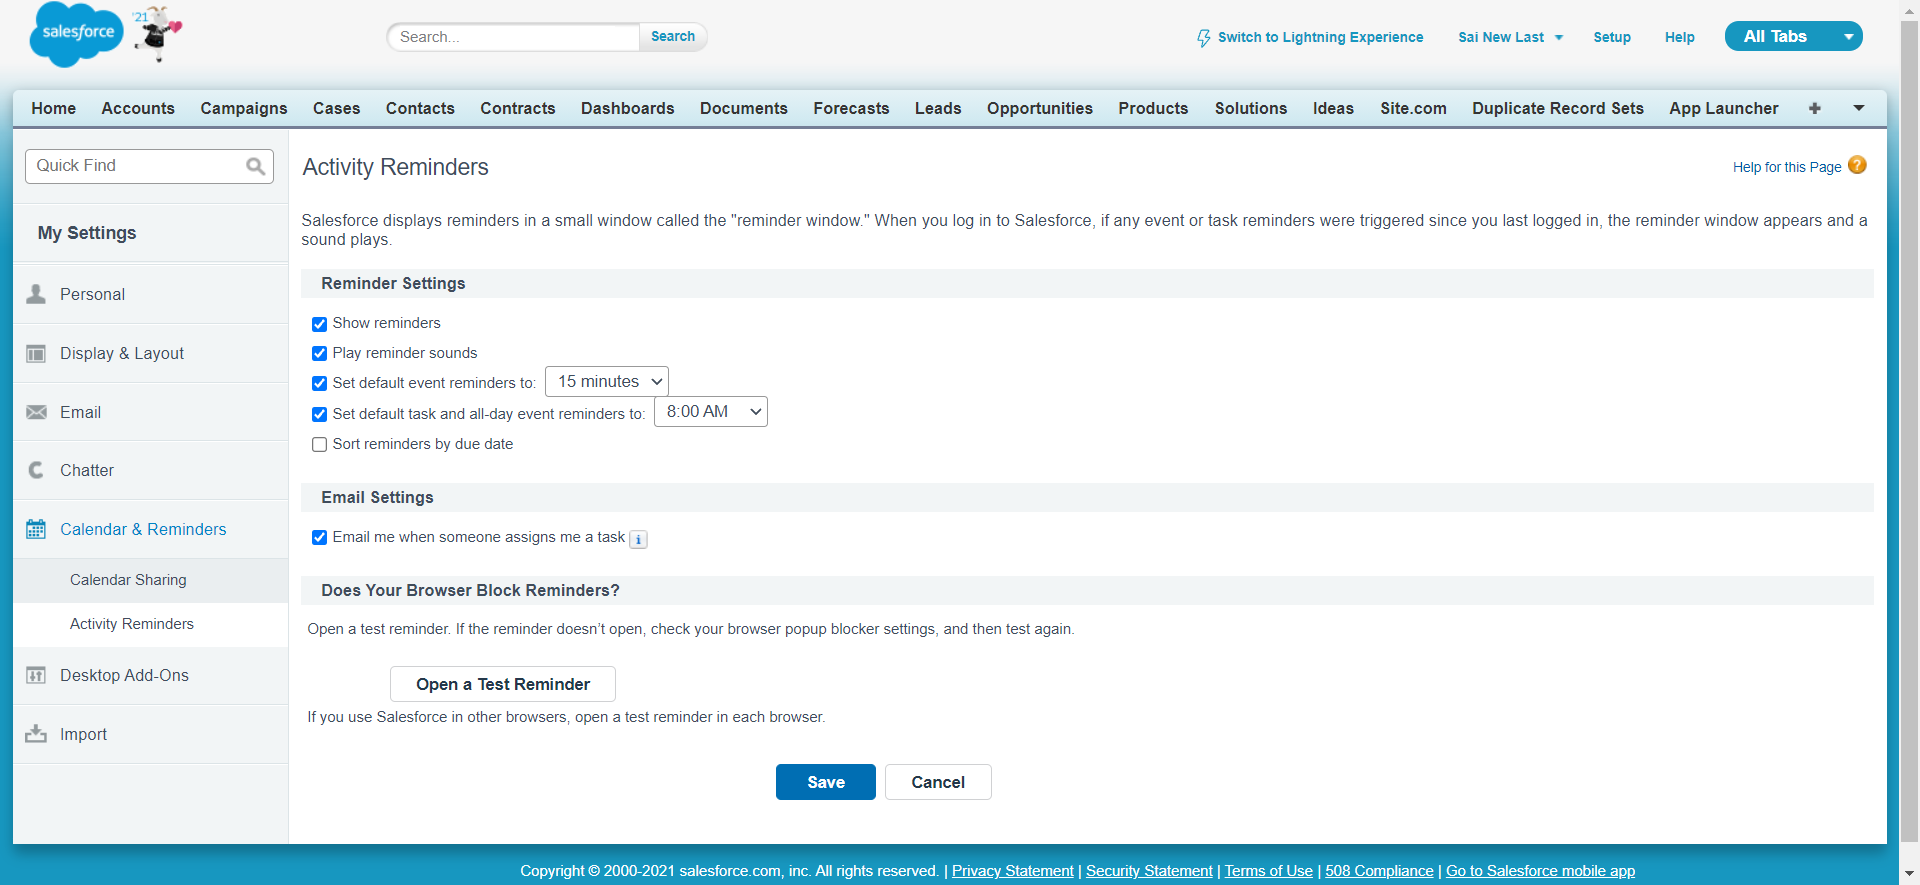 salesforce '21
Search... Search
Switch to Lightning Experience Sai New Last Setup Help All Tabs
Home Accounts Campaigns Cases Contacts Contracts Dashboards Documents Forecasts Leads Opportunities Products Solutions Ideas Site.com Duplicate Record Sets App Launcher +
Quick Find
My Settings
Personal
Display & Layout
Email
Chatter
Calendar & Reminders
Calendar Sharing
Activity Reminders
Desktop Add-Ons
Import
Activity Reminders
Help for this Page ?
Salesforce displays reminders in a small window called the "reminder window." When you log in to Salesforce, if any event or task reminders were triggered since you last logged in, the reminder window appears and a
sound plays.
Reminder Settings
Show reminders
Play reminder sounds
Set default event reminders to: 15 minutes
Set default task and all-day event reminders to: 8:00 AM
Sort reminders by due date
Email Settings
Email me when someone assigns me a task i
Does Your Browser Block Reminders?
Open a test reminder. If the reminder doesn’t open, check your browser popup blocker settings, and then test again.
Open a Test Reminder
If you use Salesforce in other browsers, open a test reminder in each browser.
Save Cancel
Copyright © 2000-2021 salesforce.com, inc. All rights reserved. | Privacy Statement | Security Statement | Terms of Use | 508 Compliance | Go to Salesforce mobile app